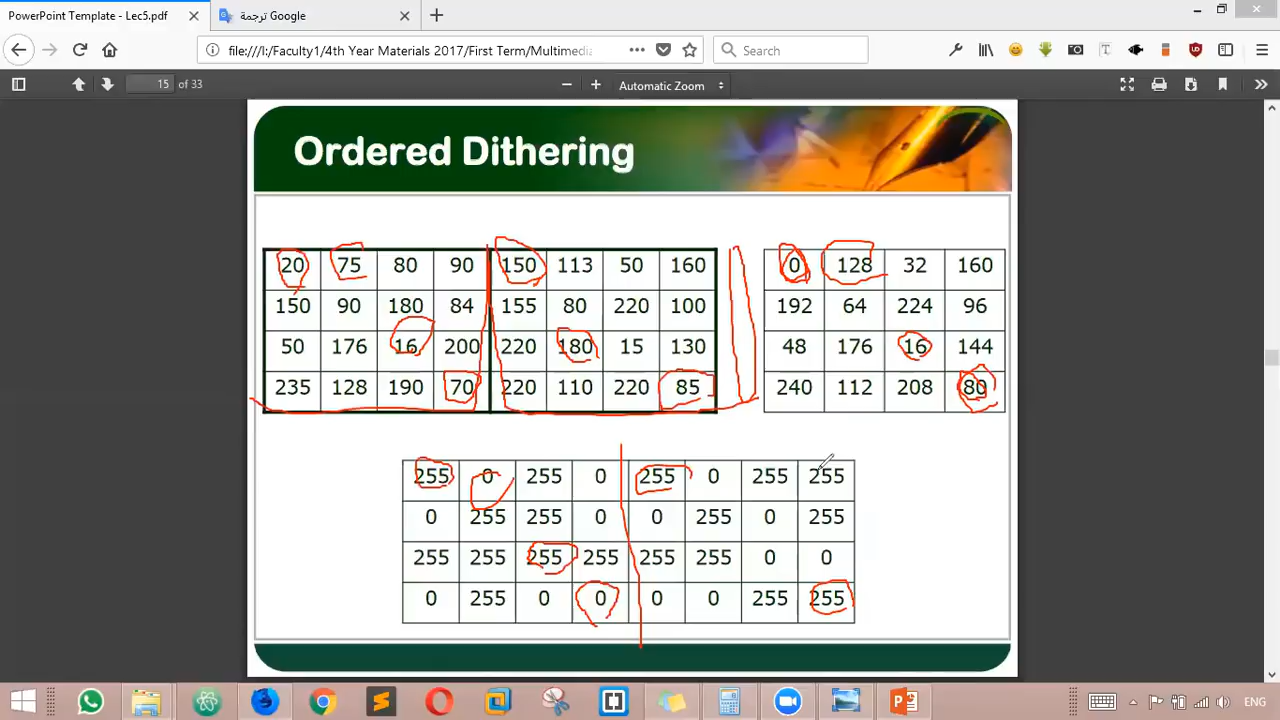 PowerPoint Template - Lec5.pdf
ترجمة Google
file:///I:/Faculty1/4th Year Materials 2017/First Term/Multimedia
Search
15 of 33
Automatic Zoom
Ordered Dithering
20 75 80 90 150 113 50 160
150 90 180 84 155 80 220 100
50 176 16 200 220 180 15 130
235 128 190 70 220 110 220 85
0 128 32 160
192 64 224 96
48 176 16 144
240 112 208 80
255 0 255 0 255 0 255 255
0 255 255 0 0 255 0 255
255 255 255 255 255 255 0 0
0 255 0 0 0 0 255 255
ENG